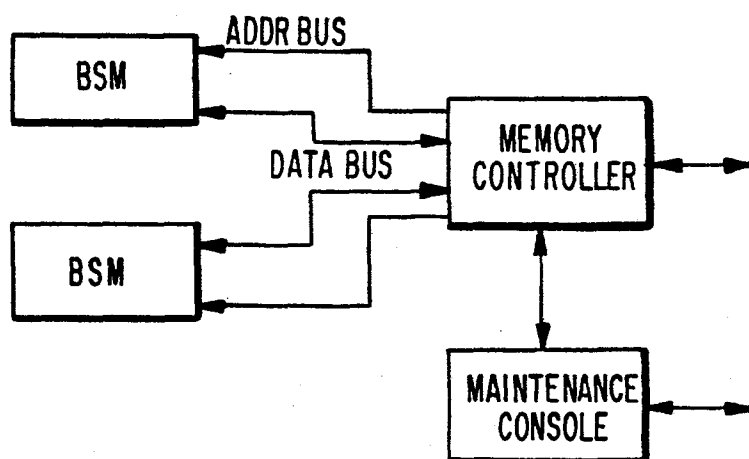 ADDR BUS
BSM
MEMORY
CONTROLLER
DATA BUS
BSM
MAINTENANCE
CONSOLE